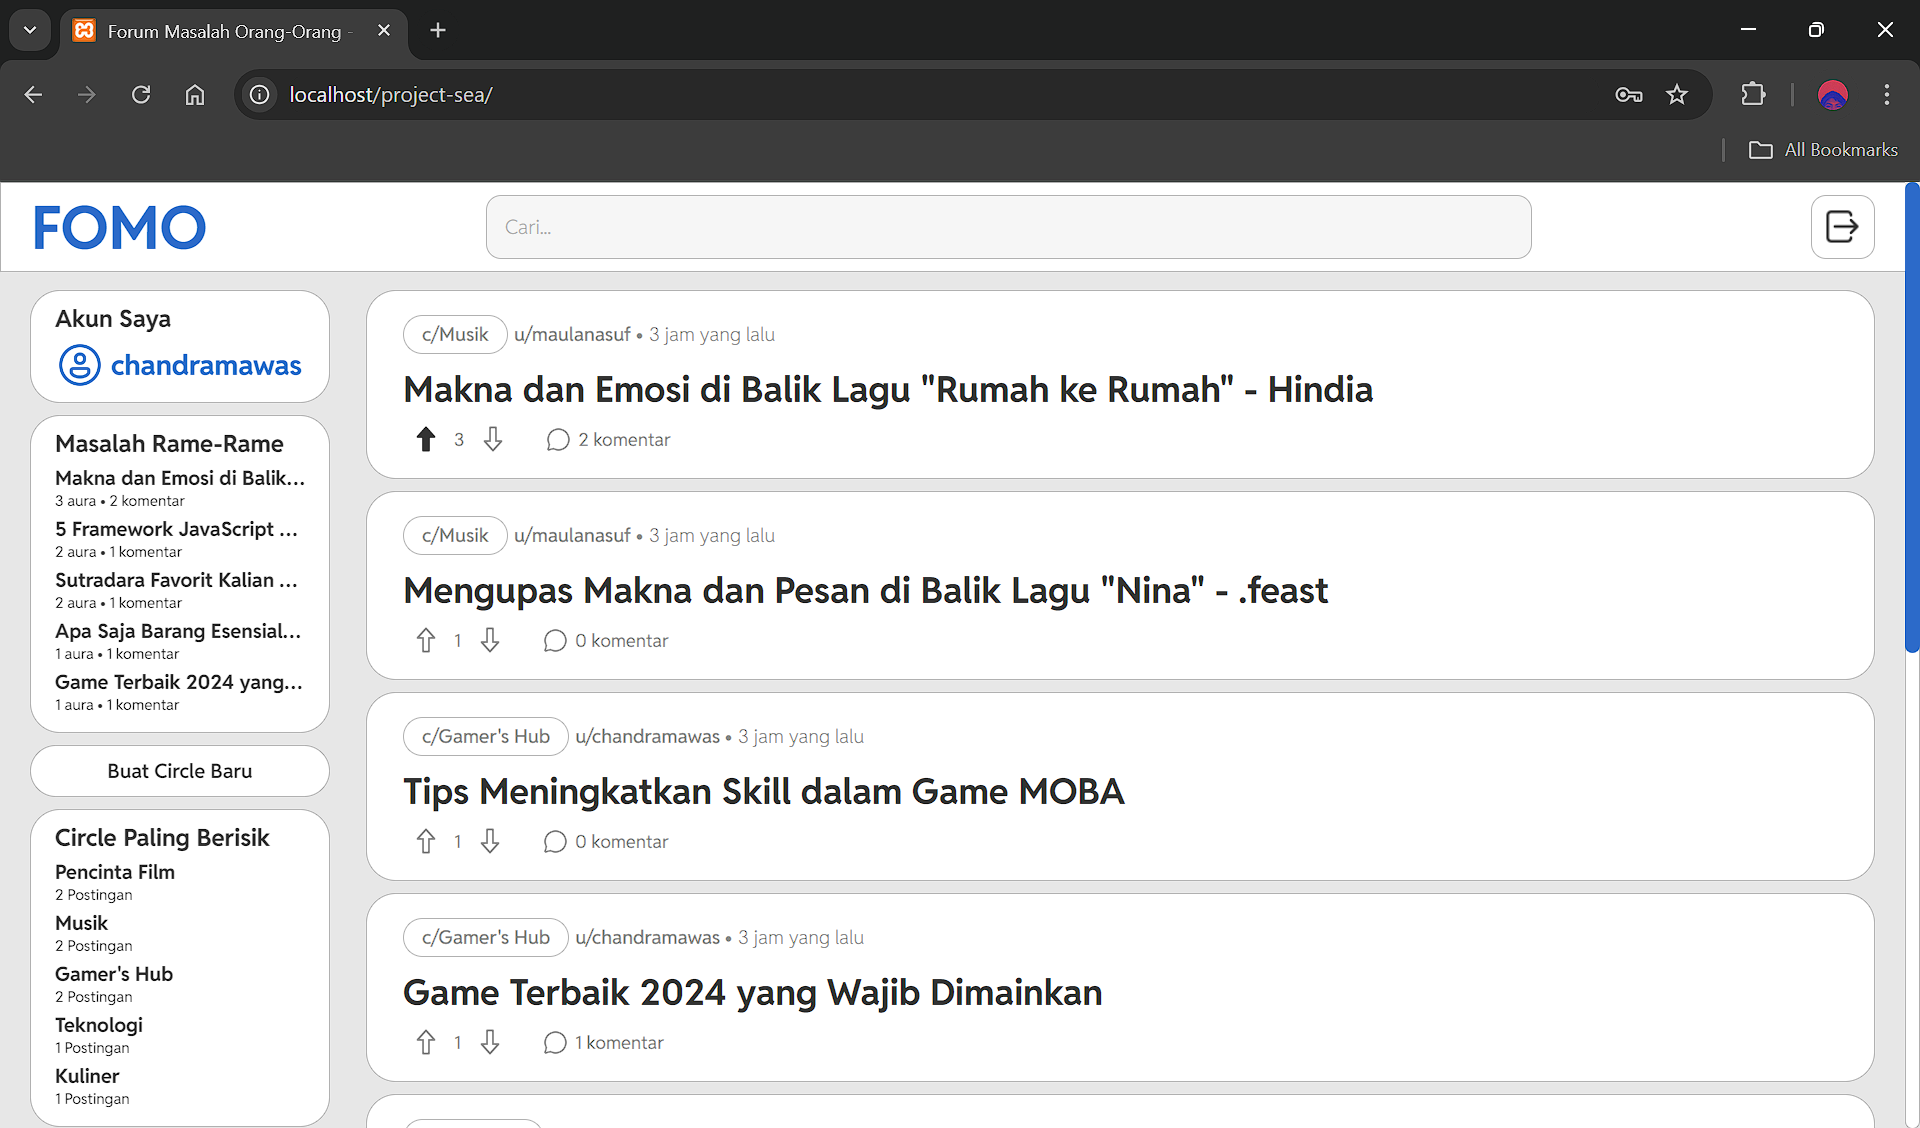 Forum Masalah Orang-Orang -
localhost/project-sea/
All Bookmarks
FOMO
Cari...
Akun Saya
chandramawas
Masalah Rame-Rame
Makna dan Emosi di Balik...
3 aura • 2 komentar
5 Framework JavaScript ...
2 aura • 1 komentar
Sutradara Favorit Kalian ...
2 aura • 1 komentar
Apa Saja Barang Esensial...
1 aura • 1 komentar
Game Terbaik 2024 yang...
1 aura • 1 komentar
Buat Circle Baru
Circle Paling Berisik
Pencinta Film
2 Postingan
Musik
2 Postingan
Gamer's Hub
2 Postingan
Teknologi
1 Postingan
Kuliner
1 Postingan
c/Musik u/maulanasuf • 3 jam yang lalu
Makna dan Emosi di Balik Lagu "Rumah ke Rumah" - Hindia
3 2 komentar
c/Musik u/maulanasuf • 3 jam yang lalu
Mengupas Makna dan Pesan di Balik Lagu "Nina" - .feast
1 0 komentar
c/Gamer's Hub u/chandramawas • 3 jam yang lalu
Tips Meningkatkan Skill dalam Game MOBA
1 0 komentar
c/Gamer's Hub u/chandramawas • 3 jam yang lalu
Game Terbaik 2024 yang Wajib Dimainkan
1 1 komentar